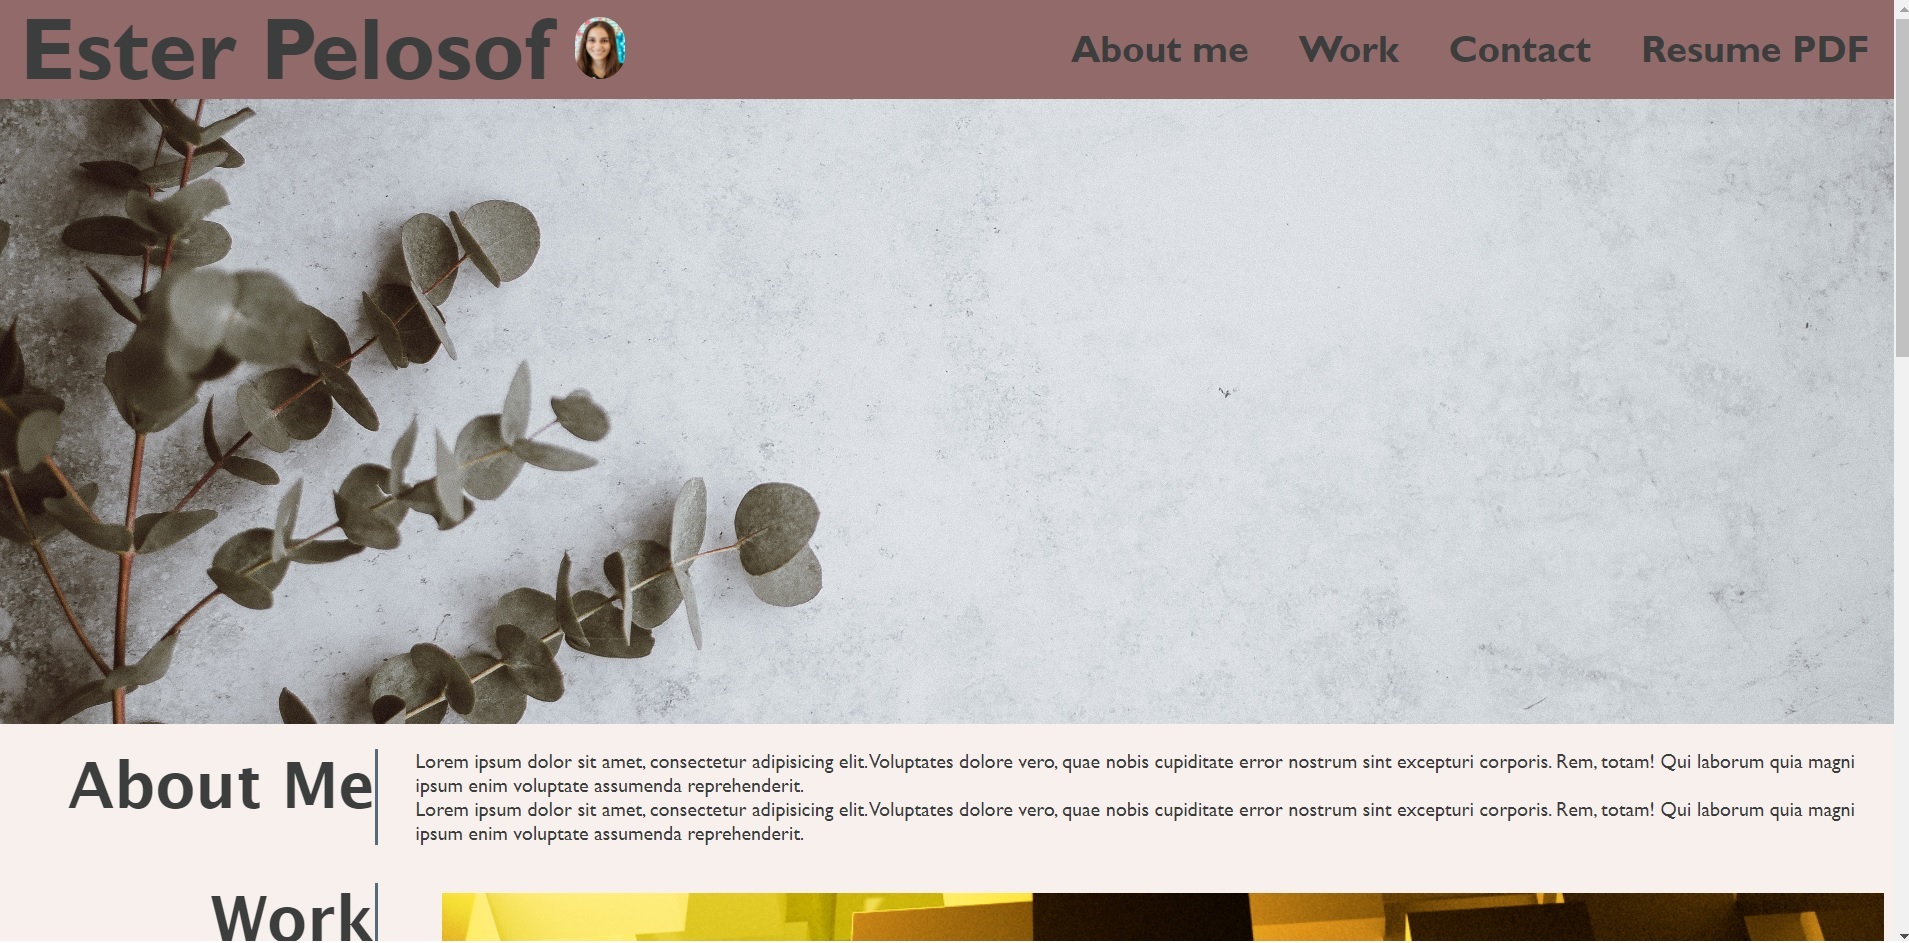 Ester Pelosof
About me Work Contact Resume PDF
About Me
Lorem ipsum dolor sit amet, consectetur adipisicing elit. Voluptates dolore vero, quae nobis cupiditate error nostrum sint excepturi corporis. Rem, totam! Qui laborum quia magni
ipsum enim voluptate assumenda reprehenderit.
Lorem ipsum dolor sit amet, consectetur adipisicing elit. Voluptates dolore vero, quae nobis cupiditate error nostrum sint excepturi corporis. Rem, totam! Qui laborum quia magni
ipsum enim voluptate assumenda reprehenderit.
Work